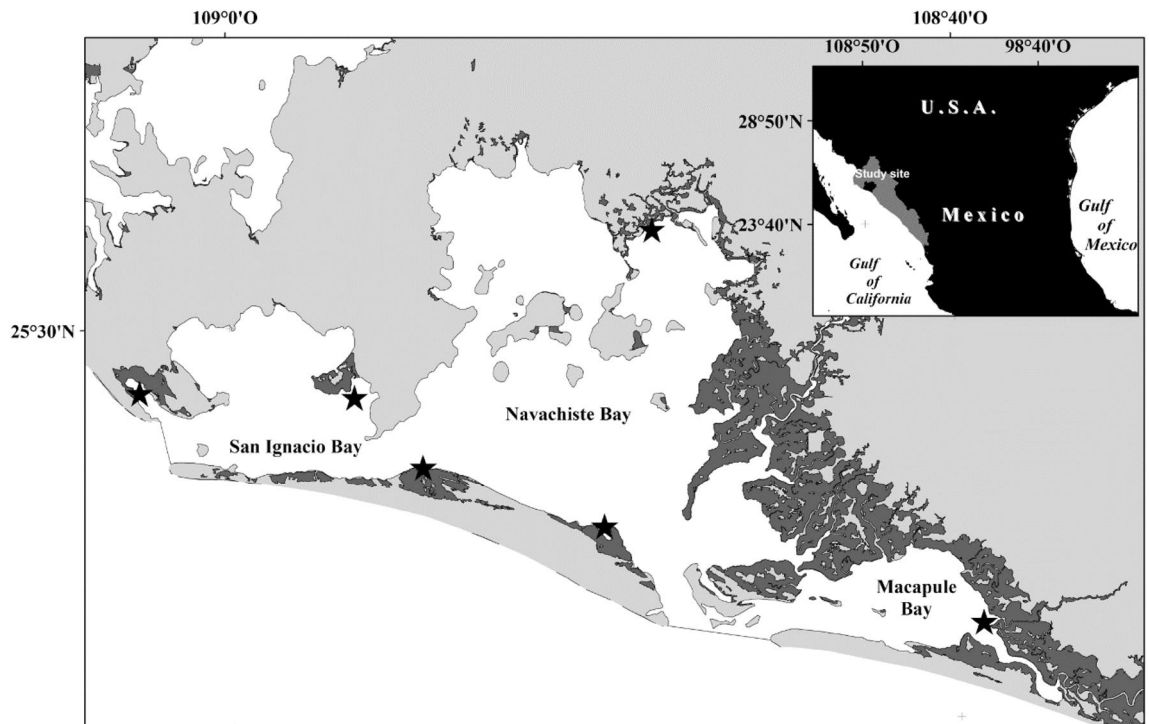 109°0'O
108°40'O
108°50'O
98°40'O
28°50'N
23°40'N
U.S.A.
Study site
Mexico
Gulf
of
Mexico
Gulf
of
California
25°30'N
Navachiste Bay
San Ignacio Bay
Macapule
Bay